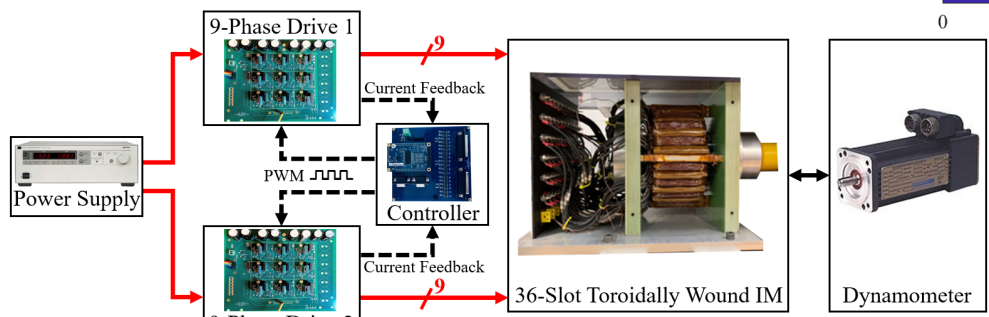 0
9-Phase Drive 1
9
Current Feedback
PWM
Power Supply
Controller
Current Feedback
9
36-Slot Toroidally Wound IM
Dynamometer